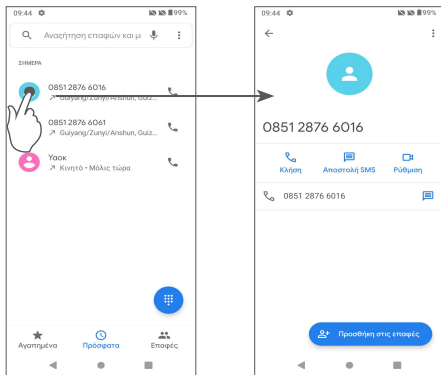 09:44
99%
Αναζήτηση επαφών και μι
ΣΗΜΕΡΑ
0851 2876 6016
Guiyang/Zunyi/Anshun, Guiz...
0851 2876 6061
Guiyang/Zunyi/Anshun, Guiz...
Yaoк
Κινητό • Μόλις τώρα
Αγαπημένα
Πρόσφατα
Επαφές
09:44
99%
0851 2876 6016
Κλήση
Αποστολή SMS
Ρύθμιση
0851 2876 6016
Προσθήκη στις επαφές